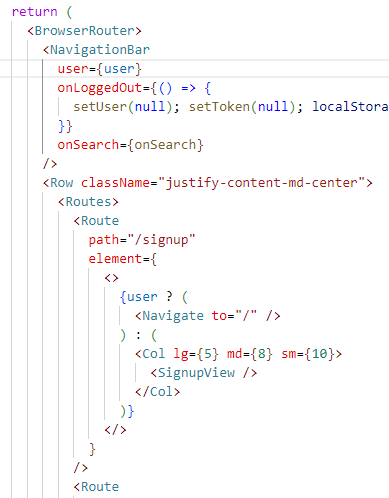 return (
<BrowserRouter>
<NavigationBar
user={user}
onLoggedOut={() => {
setUser(null); setToken(null); localStora
}}
onSearch={onSearch}
/>
<Row className="justify-content-md-center">
<Routes>
<Route
path="/signup"
element={
<>
{user ? (
<Navigate to="/" />
) : (
<Col lg={5} md={8} sm={10}>
<SignupView />
</Col>
)}
</>
}
/>
<Route